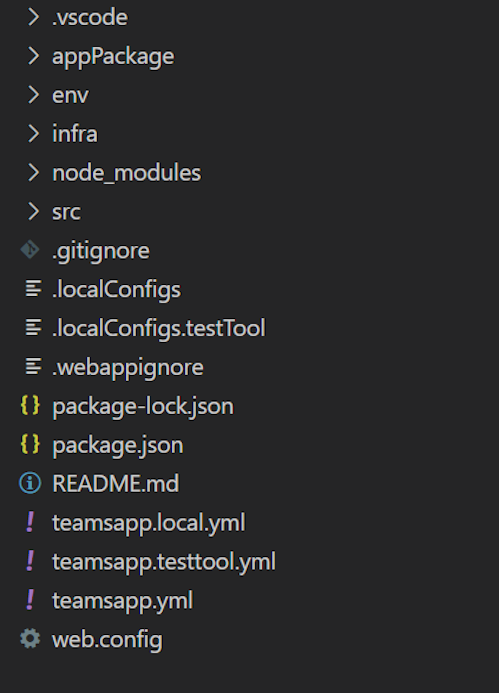 .vscode
appPackage
env
infra
node_modules
src
.gitignore
.localConfigs
.localConfigs.testTool
.webappignore
package-lock.json
package.json
README.md
teamsapp.local.yml
teamsapp.testtool.yml
teamsapp.yml
web.config